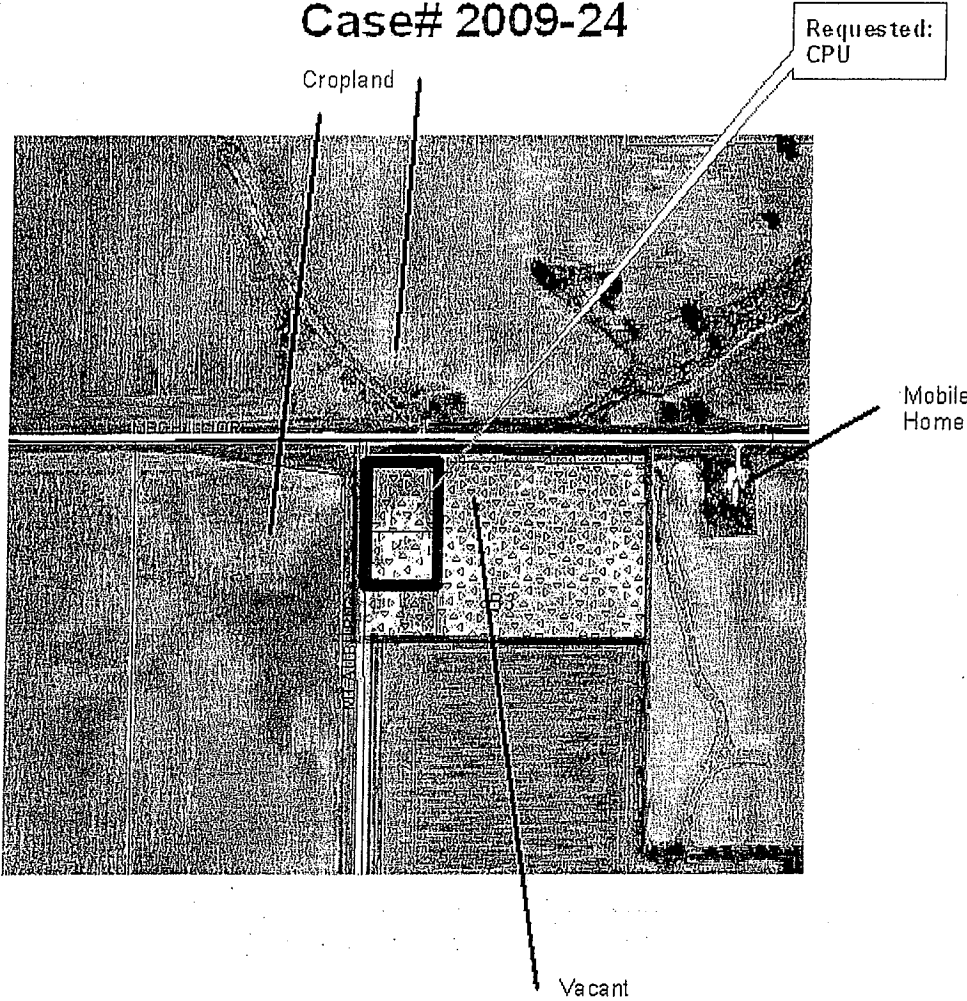 Case# 2009-24
Requested:
CPU
Cropland
Mobile
Home
Vacant